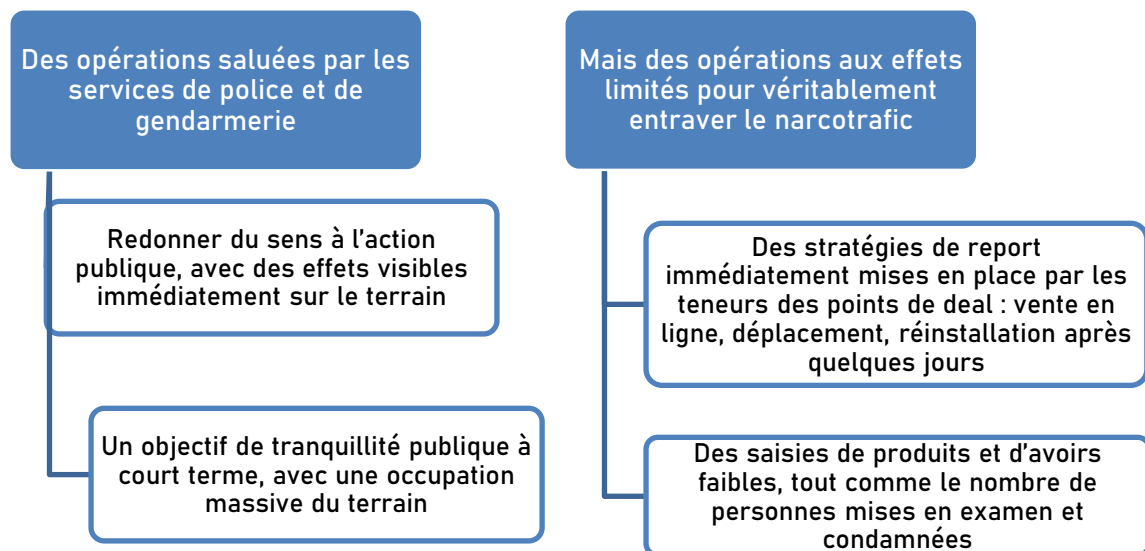 Des opérations saluées par les
services de police et de
gendarmerie
Redonner du sens à l'action
publique, avec des effets visibles
immédiatement sur le terrain
Un objectif de tranquillité publique à
court terme, avec une occupation
massive du terrain
Mais des opérations aux effets
limités pour véritablement
entraver le narcotrafic
Des stratégies de report
immédiatement mises en place par les
teneurs des points de deal : vente en
ligne, déplacement, réinstallation après
quelques jours
Des saisies de produits et d'avoirs
faibles, tout comme le nombre de
personnes mises en examen et
condamnées